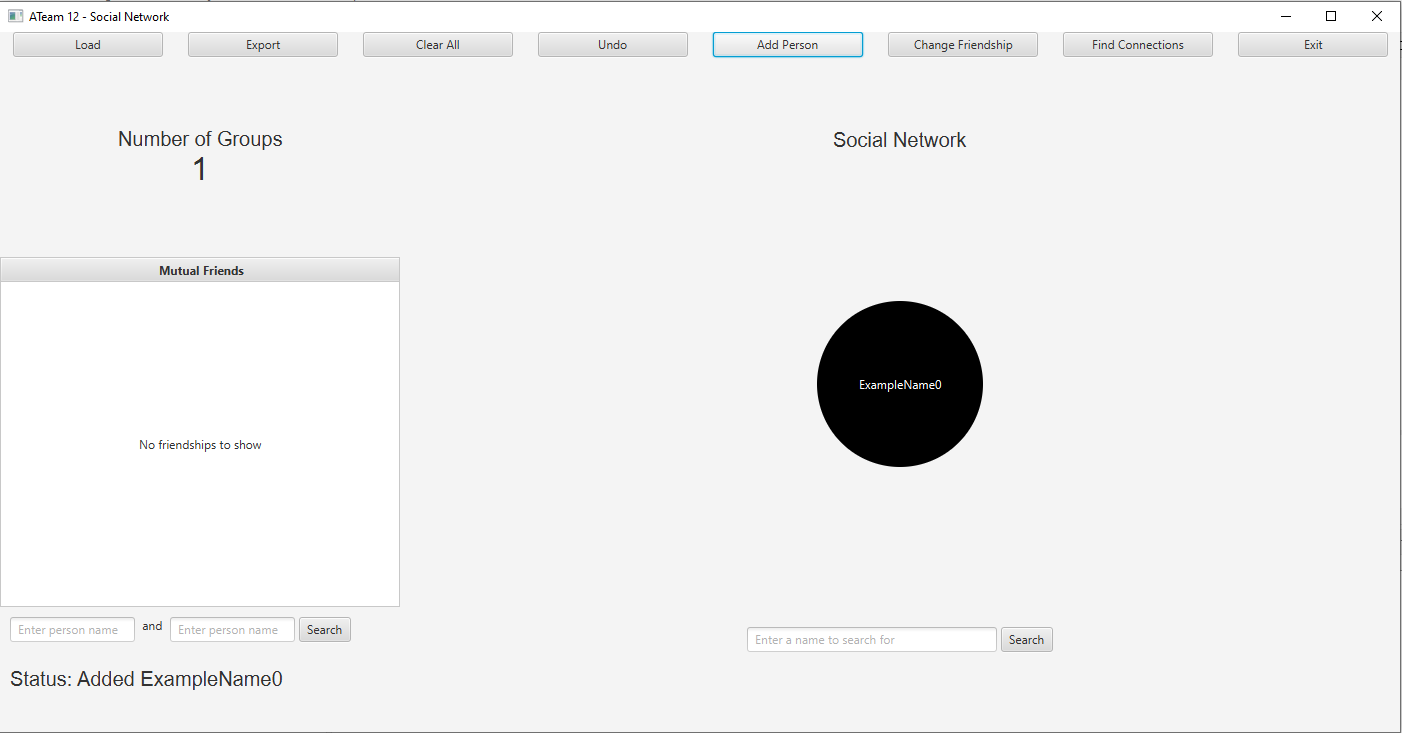 ATeam 12 - Social Network
Load Export Clear All Undo Add Person Change Friendship Find Connections Exit
Number of Groups
1
Social Network
Mutual Friends
No friendships to show
ExampleName0
Enter person name and Enter person name Search
Enter a name to search for Search
Status: Added ExampleName0